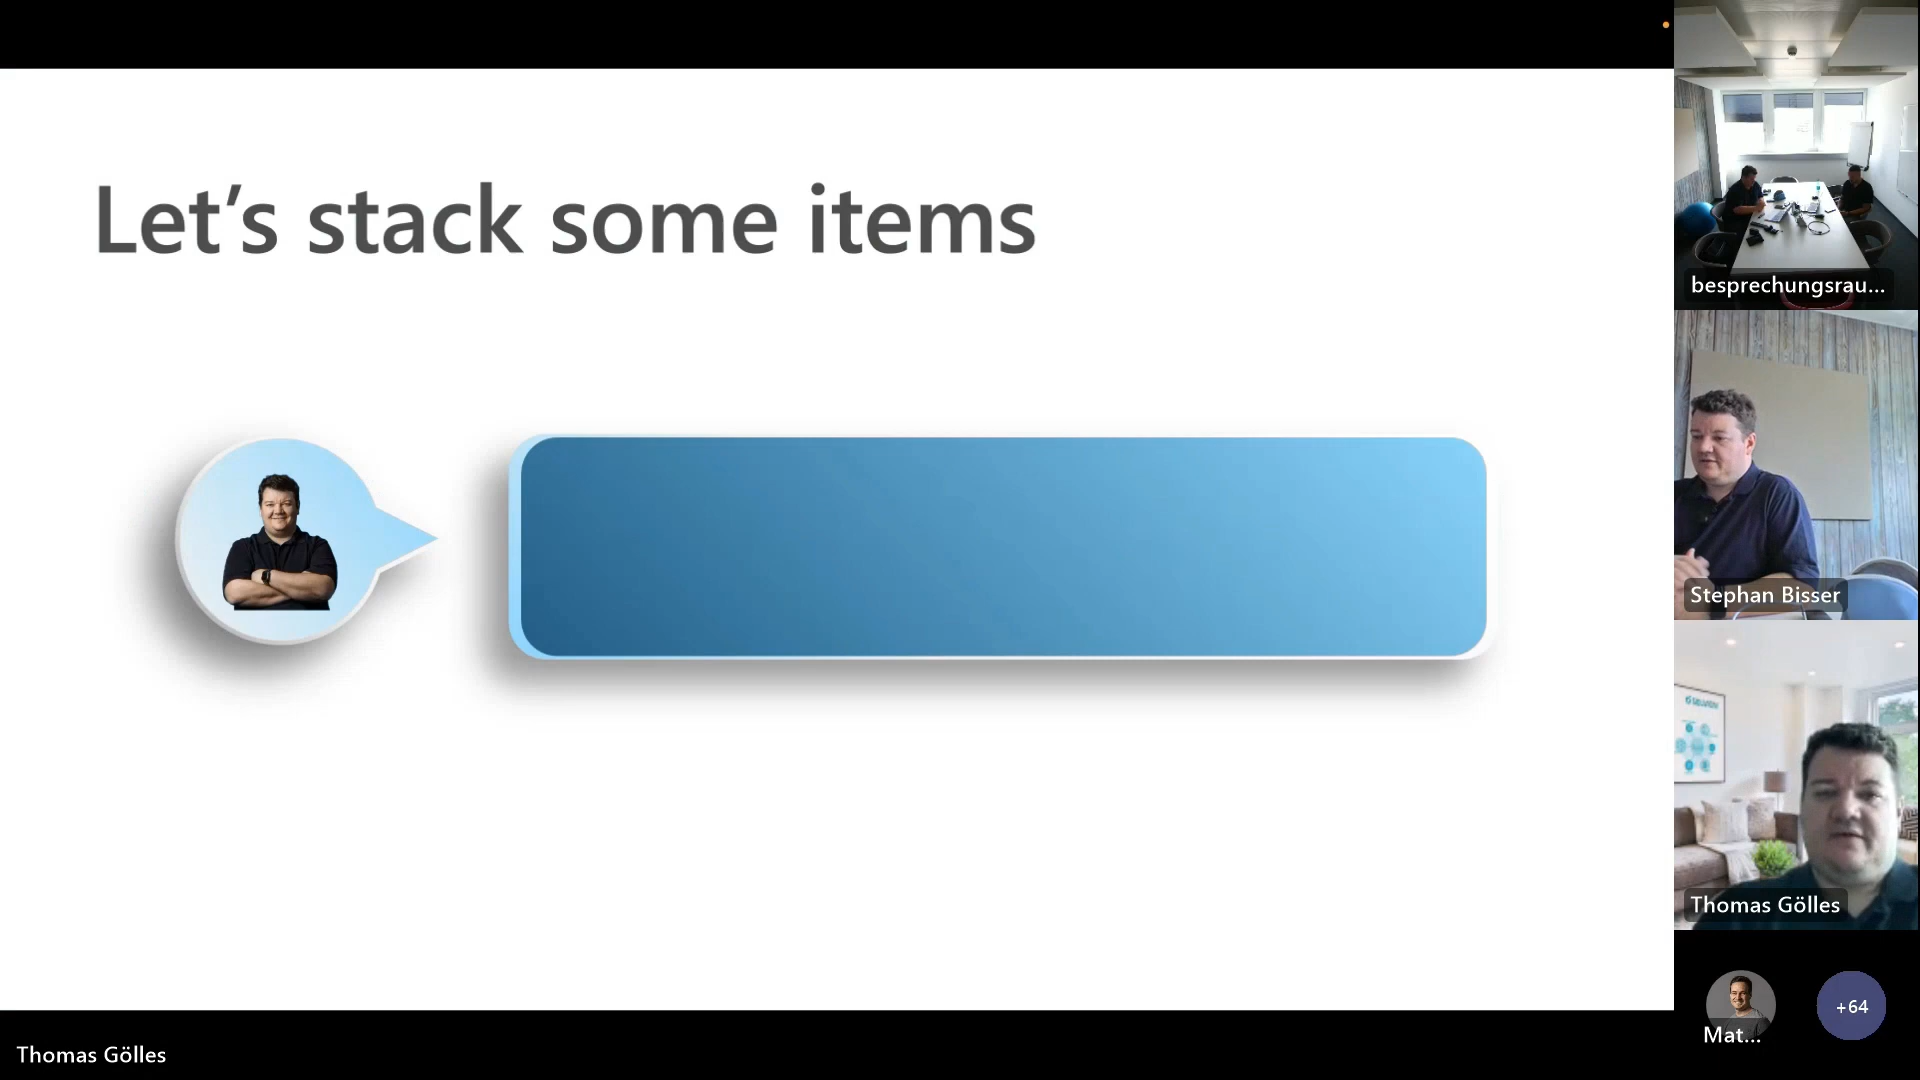 Let's stack some items
besprechungsrau...
Stephan Bisser
Thomas Gölles
Mat...
+64
Thomas Gölles